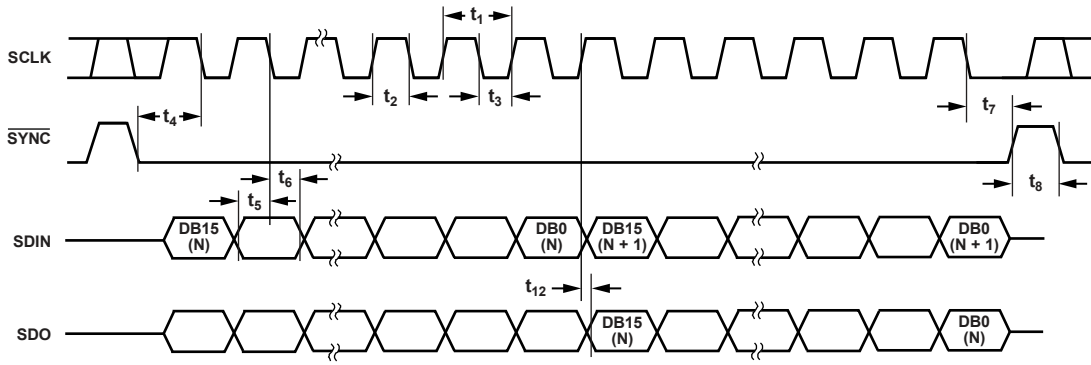 t1
SCLK
t2
t3
t4
t7
SYNC
t6
t5
t8
SDIN
DB15
(N)
DB0
(N)
DB15
(N + 1)
DB0
(N + 1)
t12
SDO
DB15
(N)
DB0
(N)